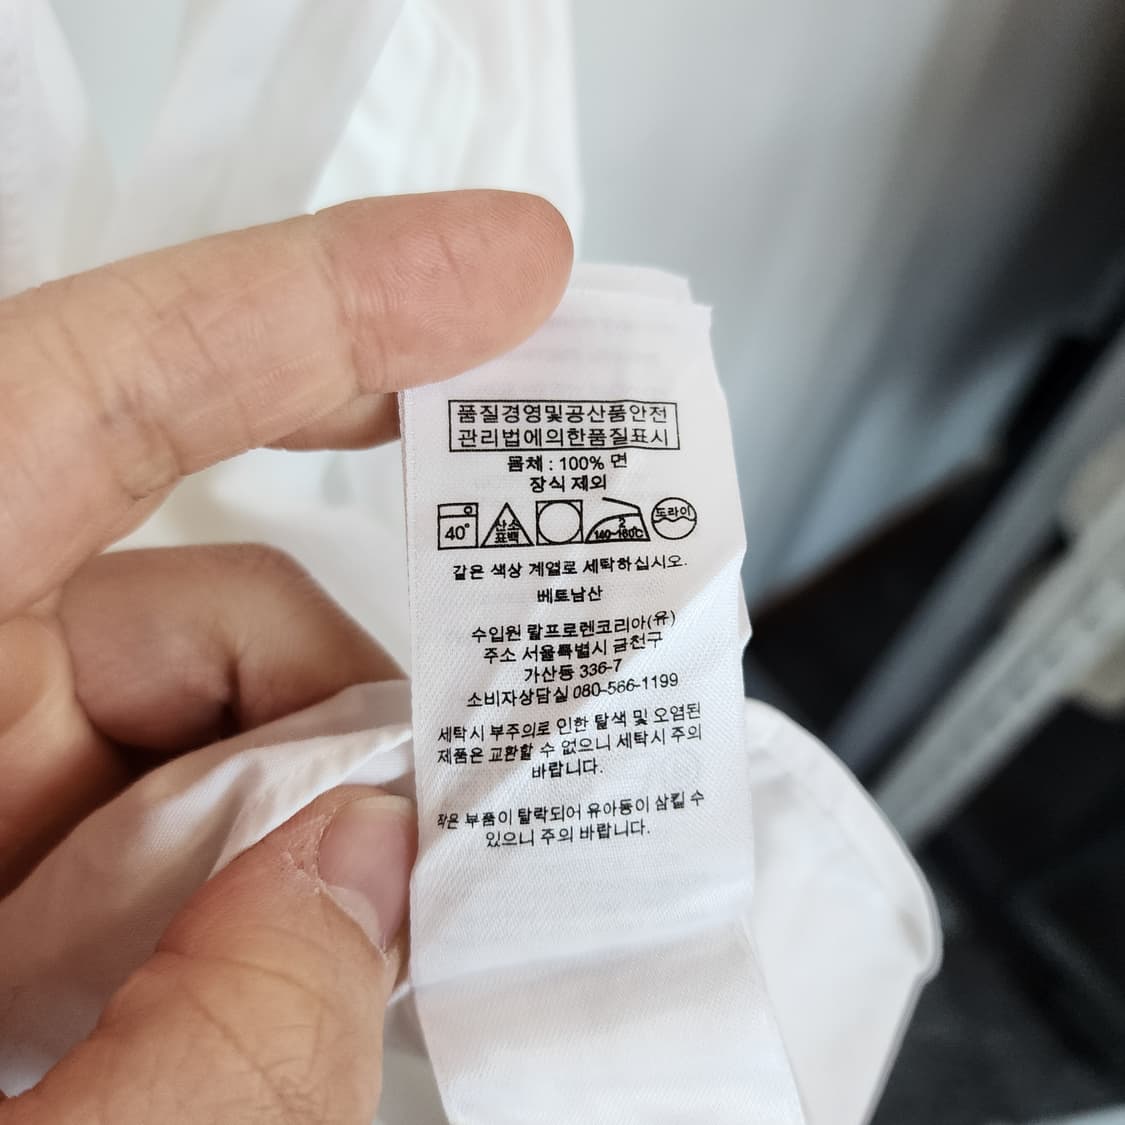 품질경영및공산품안전
관리법에의한품질표시
몸체 : 100% 면
장식 제외
40°
산소
표백
2
140~160℃
드라이
같은 색상 계열로 세탁하십시오.
베트남산
수입원 랄프로렌코리아(유)
주소 서울특별시 금천구
가산동 336-7
소비자상담실 080-566-1199
세탁시 부주의로 인한 탈색 및 오염된
제품은 교환할 수 없으니 세탁시 주의
바랍니다.
작은 부품이 탈락되어 유아동이 삼킬 수
있으니 주의 바랍니다.